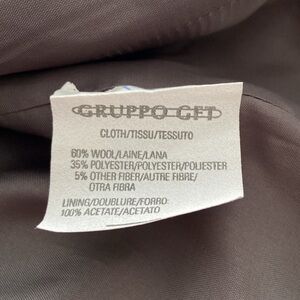 GRUPPO GFT
CLOTH/TISSU/TESSUTO
60% WOOL/LAINE/LANA
35% POLYESTER/POLYESTER/POLIESTER
5% OTHER FIBER/AUTRE FIBRE/
OTRA FIBRA
LINING/DOUBLURE/FORRO:
100% ACETATE/ACETATO